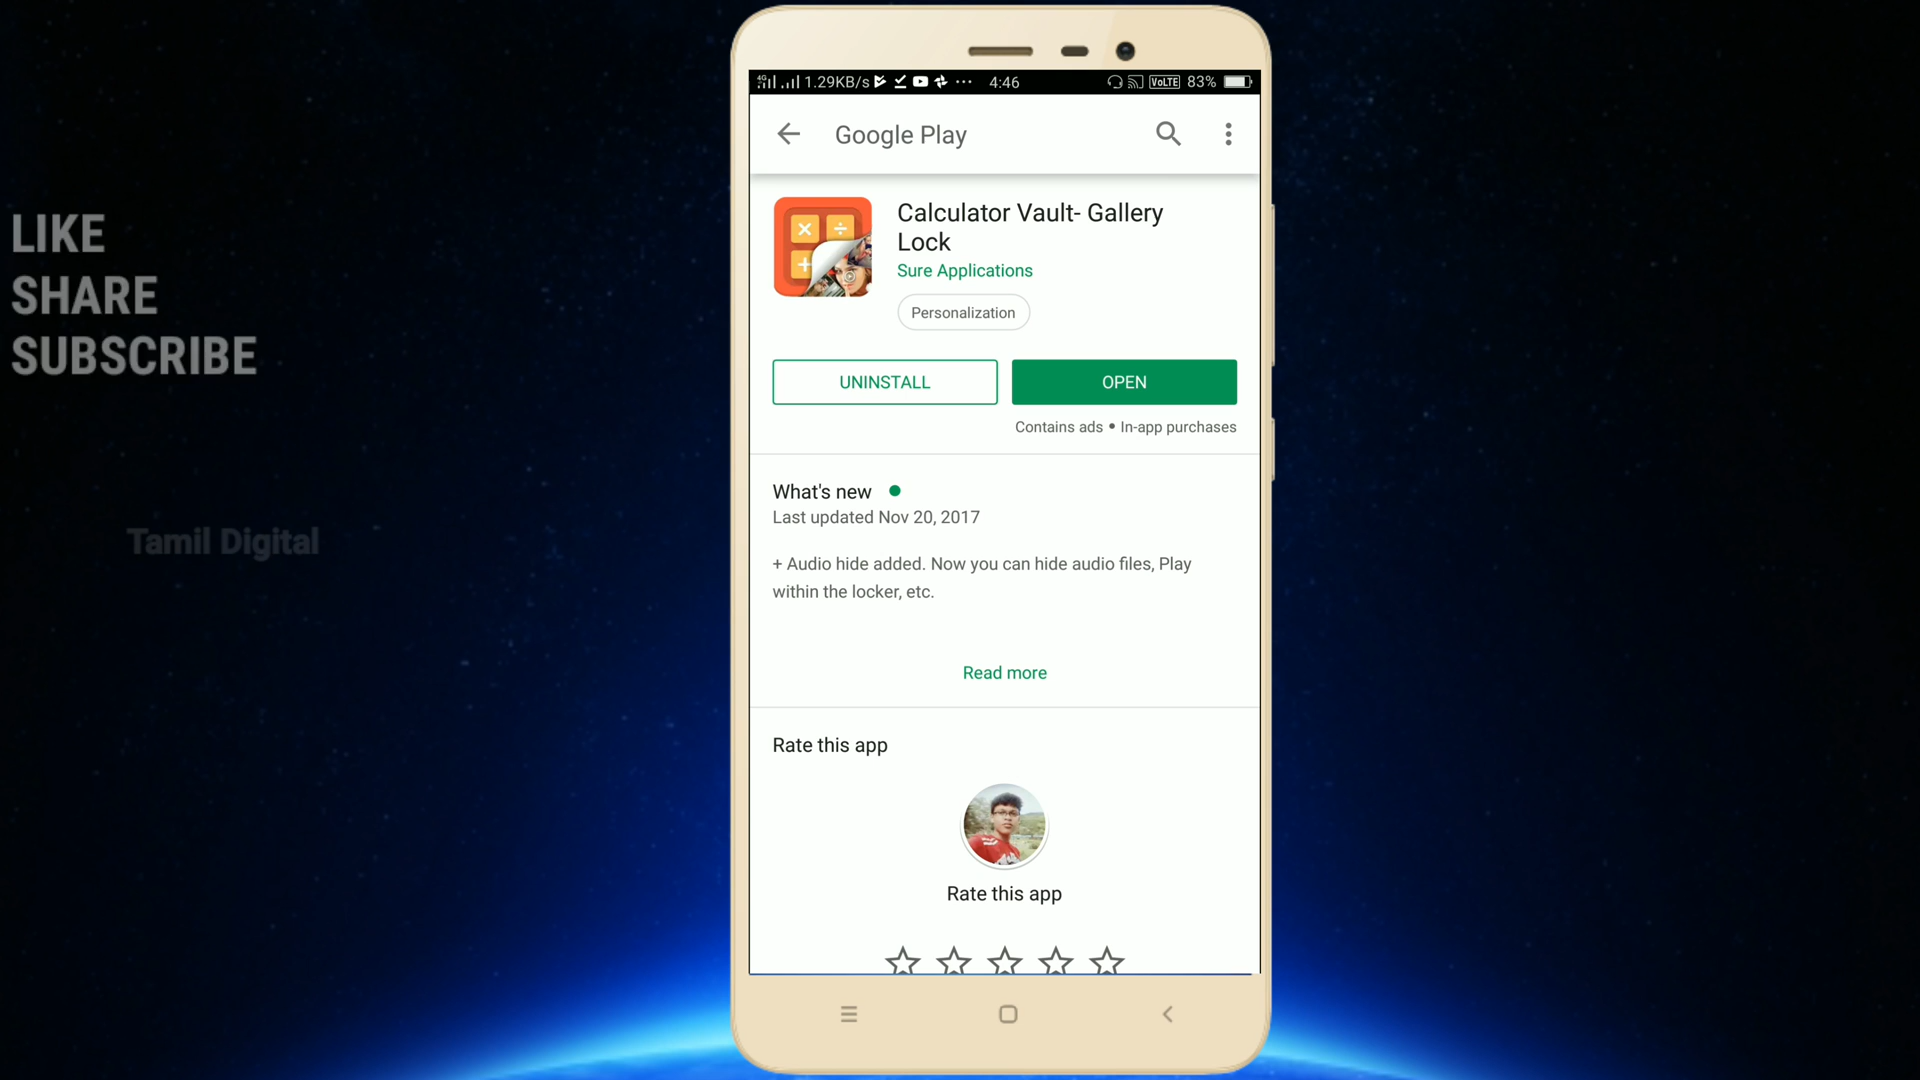 LIKE
SHARE
SUBSCRIBE
Tamil Digital
4G 1.29KB/s ... 4:46 VoLTE 83%
Google Play
Calculator Vault- Gallery
Lock
Sure Applications
Personalization
UNINSTALL OPEN
Contains ads • In-app purchases
What's new
Last updated Nov 20, 2017
+ Audio hide added. Now you can hide audio files, Play
within the locker, etc.
Read more
Rate this app
Rate this app